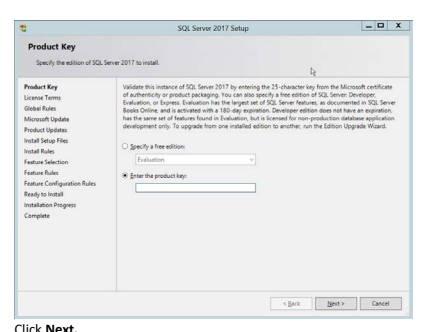 SQL Server 2017 Setup
Product Key
Specify the edition of SQL Server 2017 to install.
Product Key
License Terms
Global Rules
Microsoft Update
Product Updates
Install Setup Files
Install Rules
Feature Selection
Feature Rules
Feature Configuration Rules
Ready to Install
Installation Progress
Complete
Validate this instance of SQL Server 2017 by entering the 25-character key from the Microsoft certificate
of authenticity or product packaging. You can also specify a free edition of SQL Server: Developer,
Evaluation, or Express. Evaluation has the largest set of SQL Server features, as documented in SQL Server
Books Online, and is activated with a 180-day expiration. Developer edition does not have an expiration,
has the same set of features found in Evaluation, but is licensed for non-production database application
development only. To upgrade from one installed edition to another, run the Edition Upgrade Wizard.
Specify a free edition:
Evaluation
Enter the product key:
< Back
Next >
Cancel
Click Next.